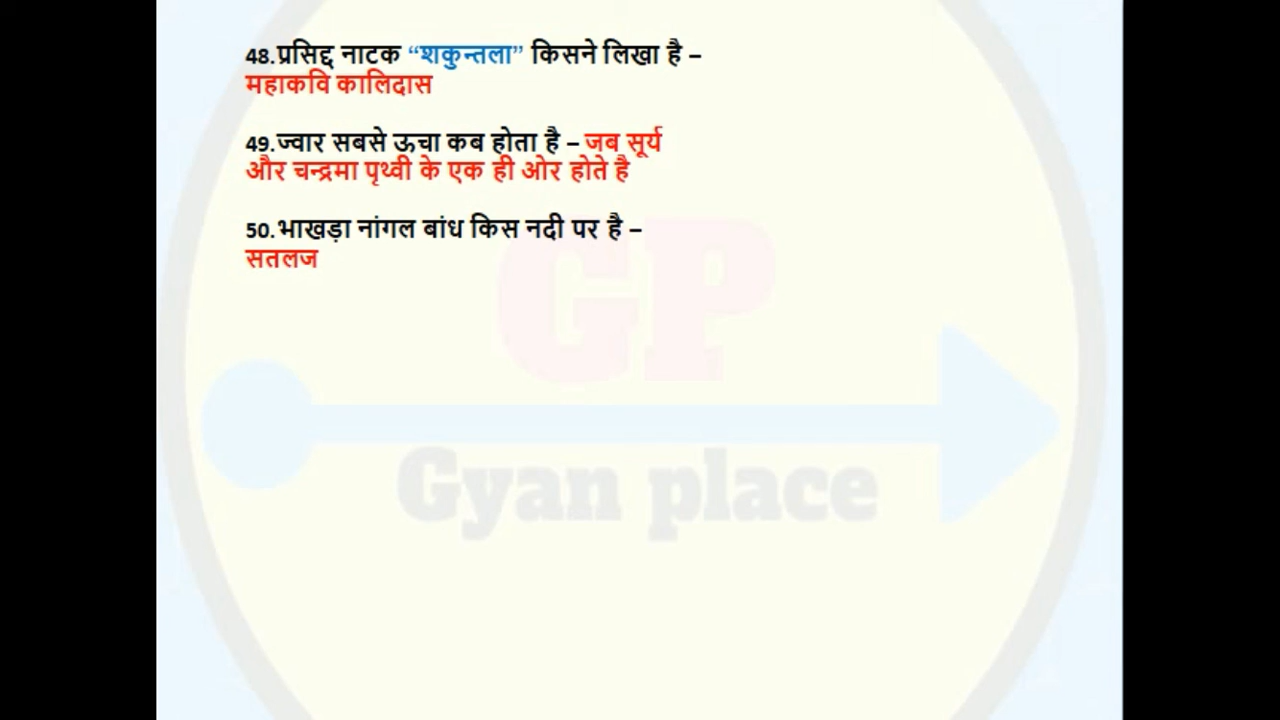 48.प्रसिद्द नाटक “शकुन्तला” किसने लिखा है –
महाकवि कालिदास
49.ज्वार सबसे ऊचा कब होता है – जब सूर्य
और चन्द्रमा पृथ्वी के एक ही ओर होते है
50.भाखड़ा नांगल बांध किस नदी पर है –
सतलज
GP
Gyan place